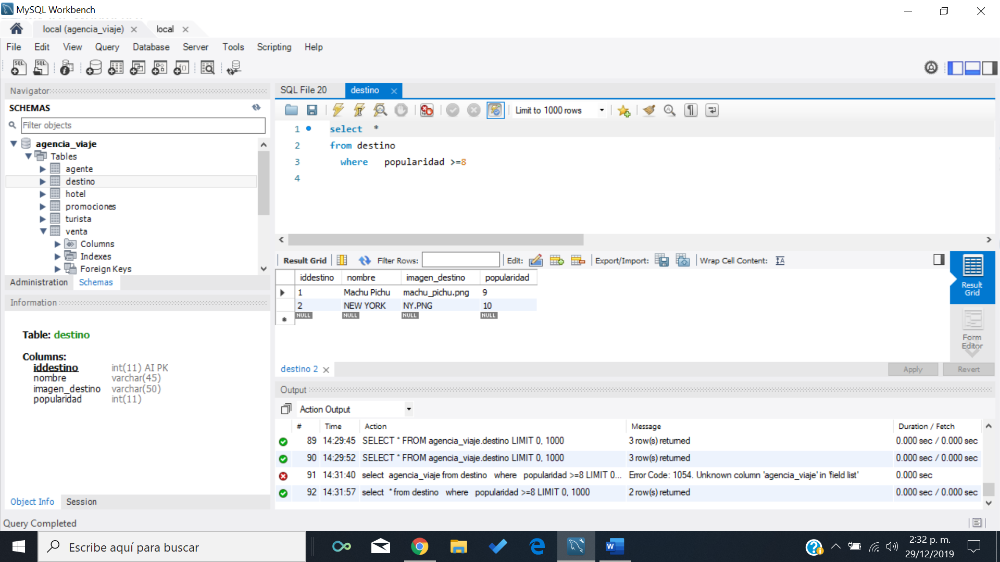 MySQL Workbench
local (agencia_viaje)
local
File Edit View Query Database Server Tools Scripting Help
Navigator
SCHEMAS
Filter objects
agencia_viaje
Tables
agente
destino
hotel
promociones
turista
venta
Columns
Indexes
Foreign Keys
Administration Schemas
Information
Table: destino
Columns:
iddestino int(11) AI PK
nombre varchar(45)
imagen_destino varchar(50)
popularidad int(11)
Object Info Session
Query Completed
SQL File 20 destino
Limit to 1000 rows
1 select *
2 from destino
3 where popularidad >=8
4
Result Grid Filter Rows: Edit: Export/Import: Wrap Cell Content:
iddestino nombre imagen_destino popularidad
1 Machu Pichu machu_pichu.png 9
2 NEW YORK NY.PNG 10
NULL NULL NULL NULL
Result
Grid
Form
Editor
destino 2
Apply Revert
Output
Action Output
# Time Action Message Duration / Fetch
89 14:29:45 SELECT * FROM agencia_viaje.destino LIMIT 0, 1000 3 row(s) returned 0.000 sec / 0.000 sec
90 14:29:52 SELECT * FROM agencia_viaje.destino LIMIT 0, 1000 3 row(s) returned 0.000 sec / 0.000 sec
91 14:31:40 select agencia_viaje from destino where popularidad >=8 LIMIT 0... Error Code: 1054. Unknown column 'agencia_viaje' in 'field list' 0.000 sec
92 14:31:57 select * from destino where popularidad >=8 LIMIT 0, 1000 2 row(s) returned 0.000 sec / 0.000 sec
Escribe aquí para buscar
2:32 p. m.
29/12/2019